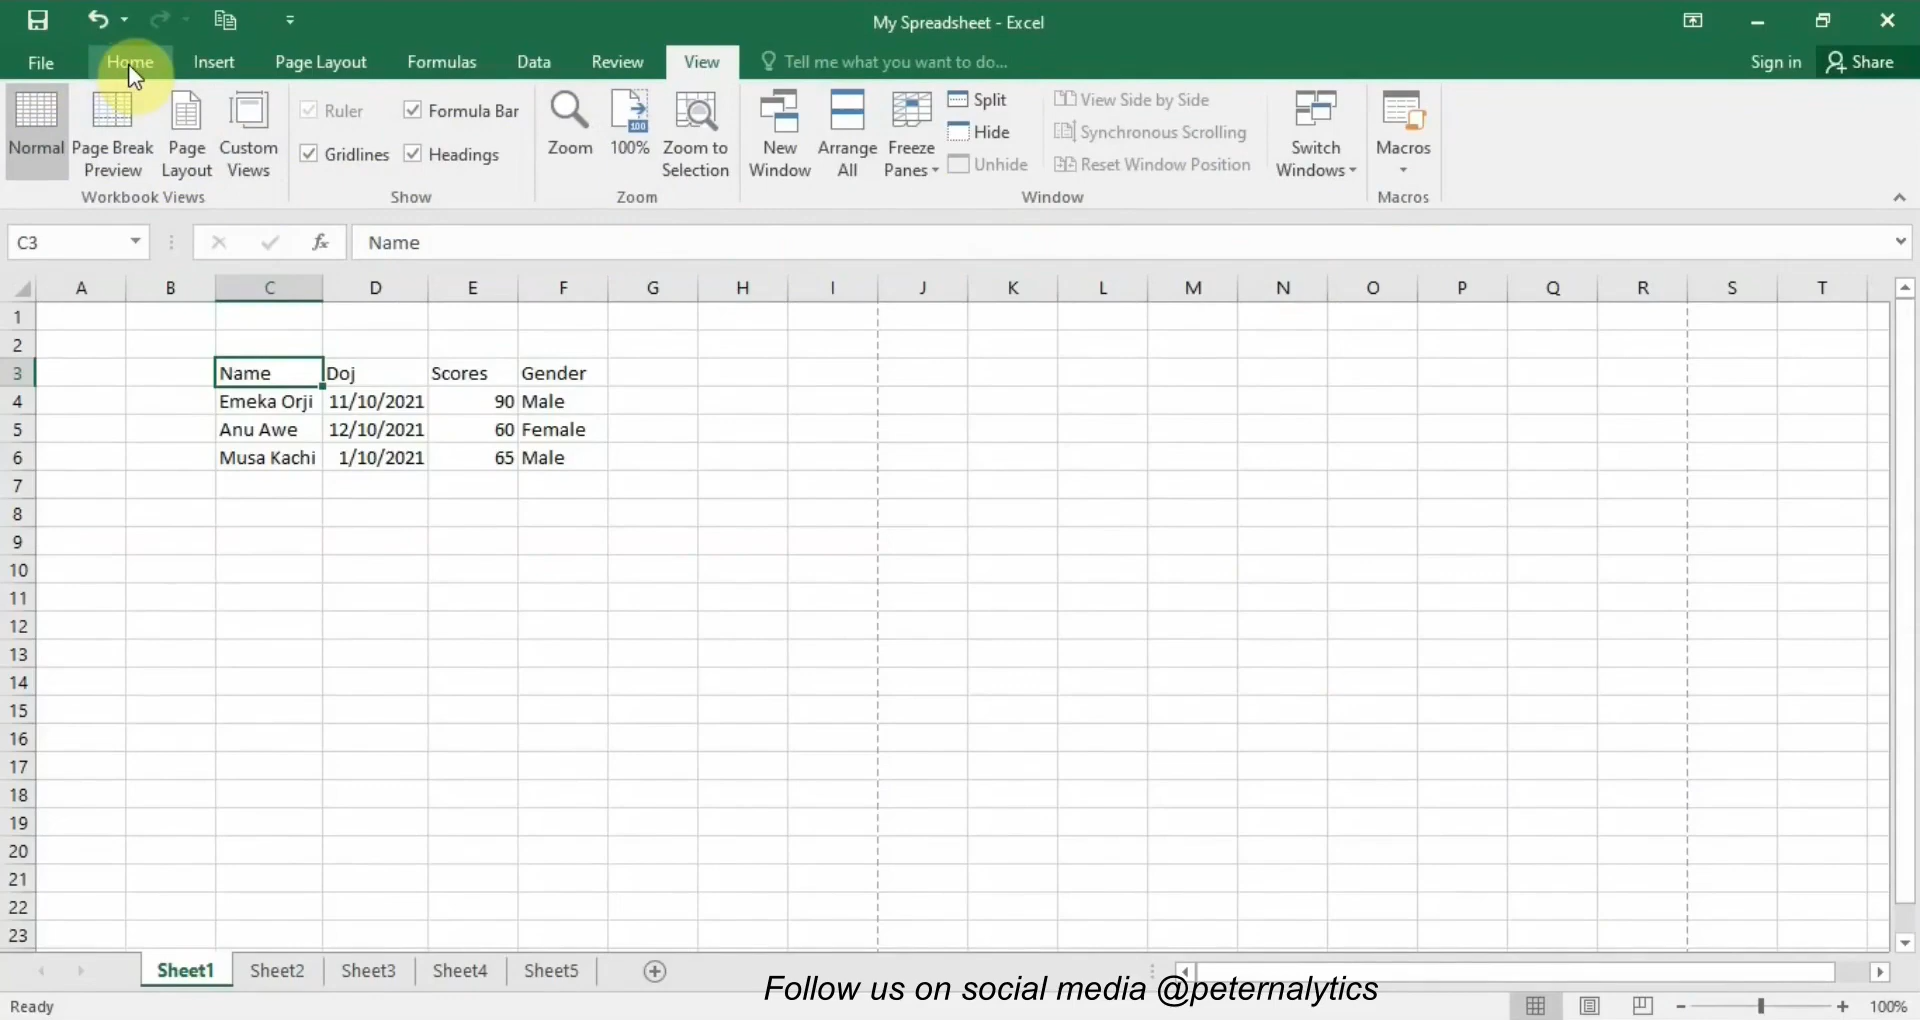 My Spreadsheet - Excel
File Home Insert Page Layout Formulas Data Review View Tell me what you want to do... Sign in Share
Normal Page Break Preview Page Layout Custom Views
Workbook Views
Ruler Formula Bar
Gridlines Headings
Show
Zoom 100 100% Zoom to Selection
Zoom
New Window Arrange All Freeze Panes
Split
Hide
Unhide
View Side by Side
Synchronous Scrolling
Reset Window Position
Switch Windows
Window
Macros
Macros
C3 fx Name
A B C D E F G H I J K L M N O P Q R S T
1
2
3 Name Doj Scores Gender
4 Emeka Orji 11/10/2021 90 Male
5 Anu Awe 12/10/2021 60 Female
6 Musa Kachi 1/10/2021 65 Male
7
8
9
10
11
12
13
14
15
16
17
18
19
20
21
22
23
Sheet1 Sheet2 Sheet3 Sheet4 Sheet5
Follow us on social media @peternalytics
Ready 100%